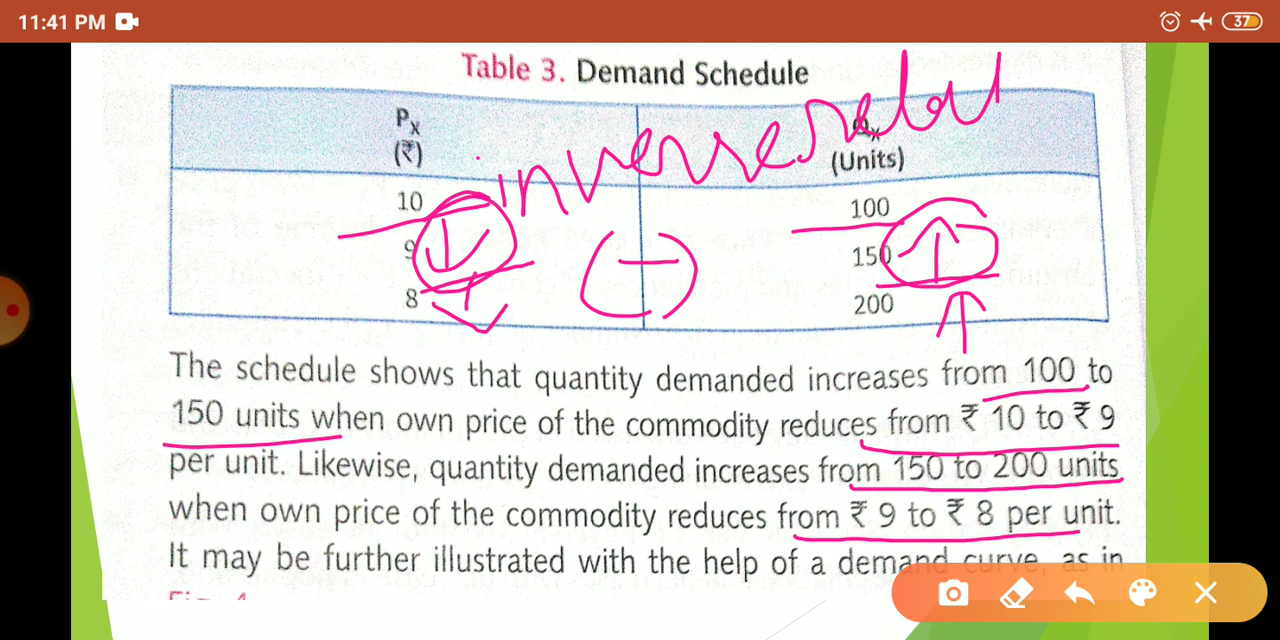 11:41 PM
37
Table 3. Demand Schedule
Px
(₹)
Qx
(Units)
inverse relat
10
100
9
150
8
200
(-)
The schedule shows that quantity demanded increases from 100 to
150 units when own price of the commodity reduces from ₹ 10 to ₹ 9
per unit. Likewise, quantity demanded increases from 150 to 200 units
when own price of the commodity reduces from ₹ 9 to ₹ 8 per unit.
It may be further illustrated with the help of a demand curve, as in